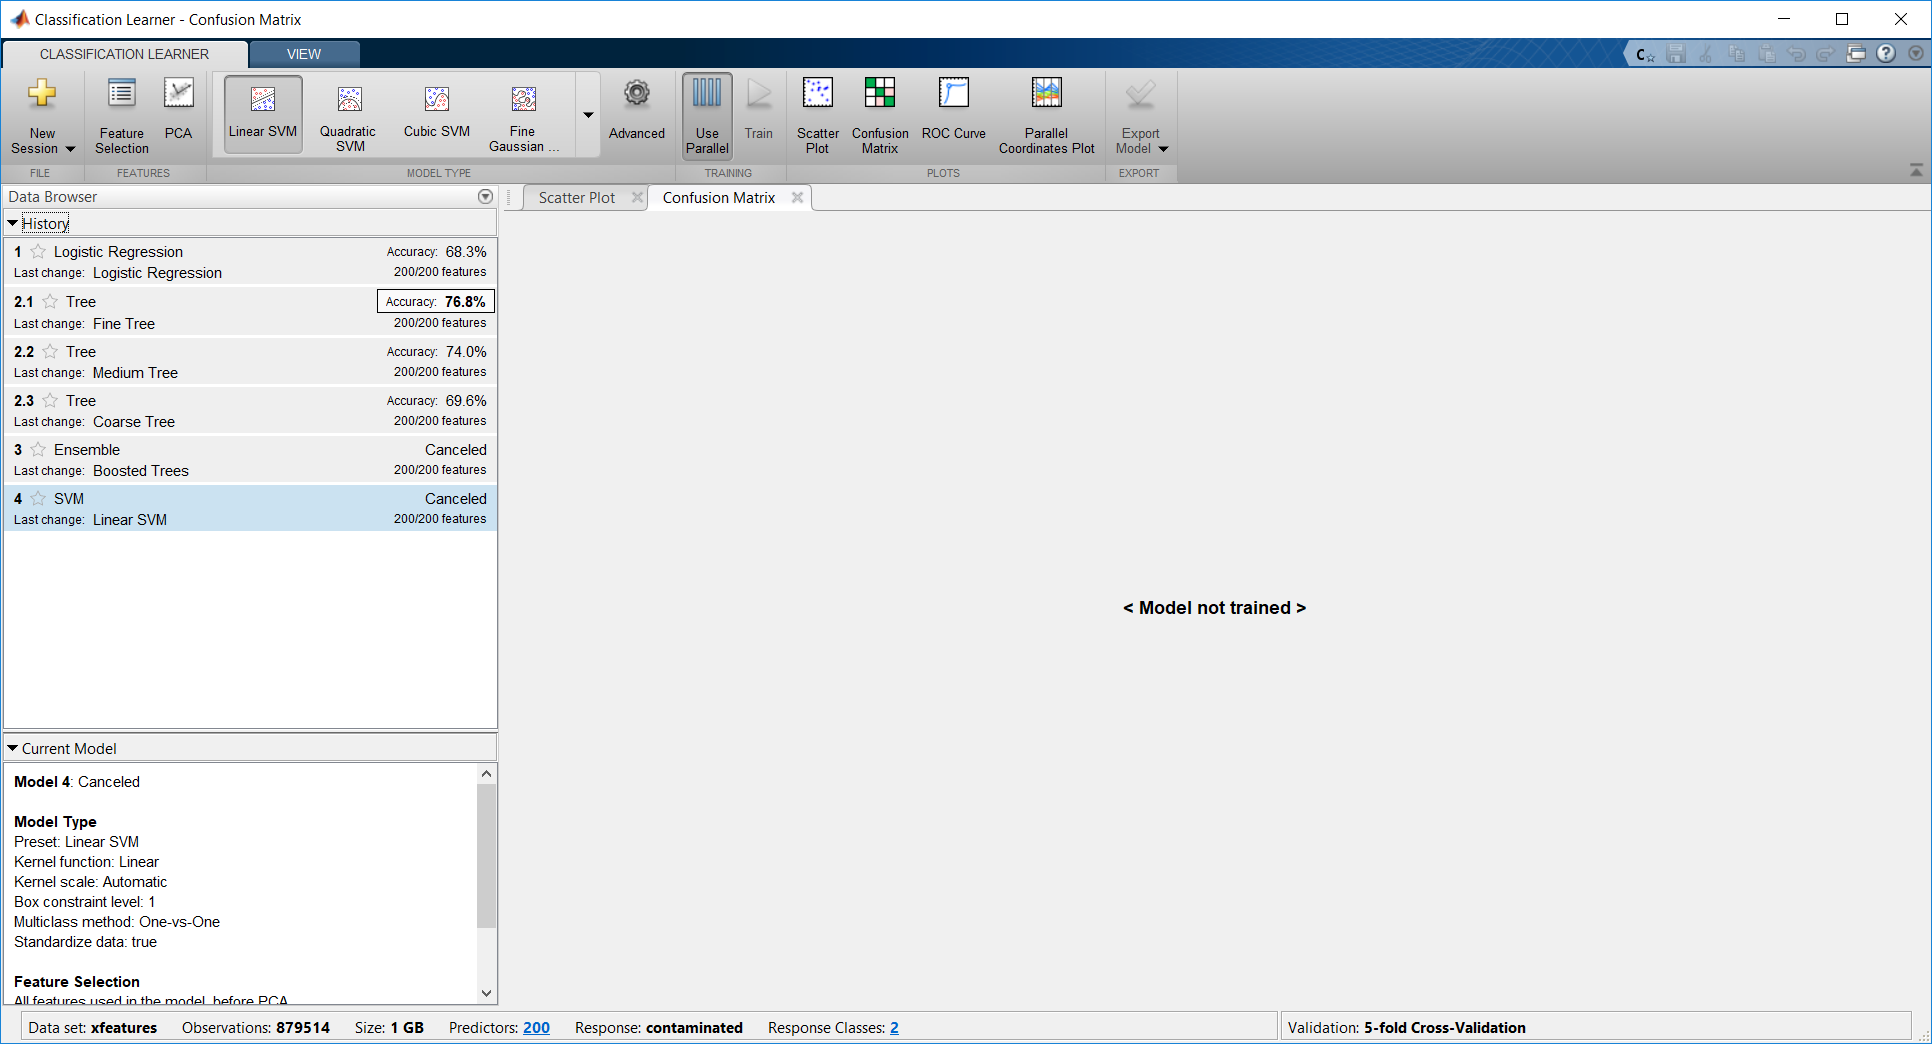 Classification Learner - Confusion Matrix
CLASSIFICATION LEARNER
VIEW
New
Session
Feature
Selection
PCA
Linear SVM
Quadratic
SVM
Cubic SVM
Fine
Gaussian ...
Advanced
Use
Parallel
Train
Scatter
Plot
Confusion
Matrix
ROC Curve
Parallel
Coordinates Plot
Export
Model
FILE
FEATURES
MODEL TYPE
TRAINING
PLOTS
EXPORT
Data Browser
Scatter Plot
Confusion Matrix
History
1 Logistic Regression Accuracy: 68.3%
Last change: Logistic Regression 200/200 features
2.1 Tree Accuracy: 76.8%
Last change: Fine Tree 200/200 features
2.2 Tree Accuracy: 74.0%
Last change: Medium Tree 200/200 features
2.3 Tree Accuracy: 69.6%
Last change: Coarse Tree 200/200 features
3 Ensemble Canceled
Last change: Boosted Trees 200/200 features
4 SVM Canceled
Last change: Linear SVM 200/200 features
< Model not trained >
Current Model
Model 4: Canceled
Model Type
Preset: Linear SVM
Kernel function: Linear
Kernel scale: Automatic
Box constraint level: 1
Multiclass method: One-vs-One
Standardize data: true
Feature Selection
All features used in the model, before PCA
Data set: xfeatures Observations: 879514 Size: 1 GB Predictors: 200 Response: contaminated Response Classes: 2
Validation: 5-fold Cross-Validation